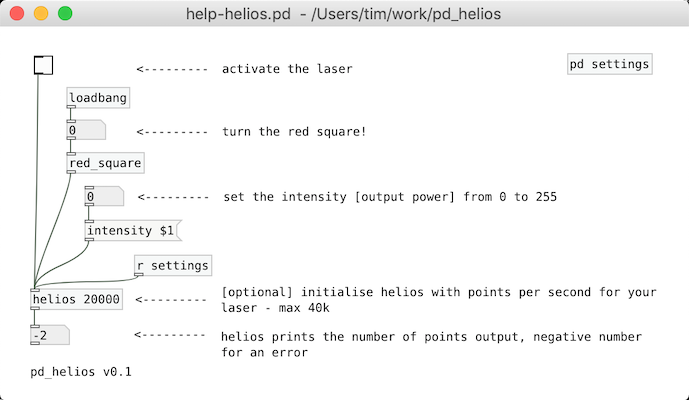 help-helios.pd - /Users/tim/work/pd_helios
<--------- activate the laser
pd settings
loadbang
0 <--------- turn the red square!
red_square
0 <--------- set the intensity [output power] from 0 to 255
intensity $1
r settings
helios 20000 <--------- [optional] initialise helios with points per second for your
laser - max 40k
-2 <--------- helios prints the number of points output, negative number
for an error
pd_helios v0.1